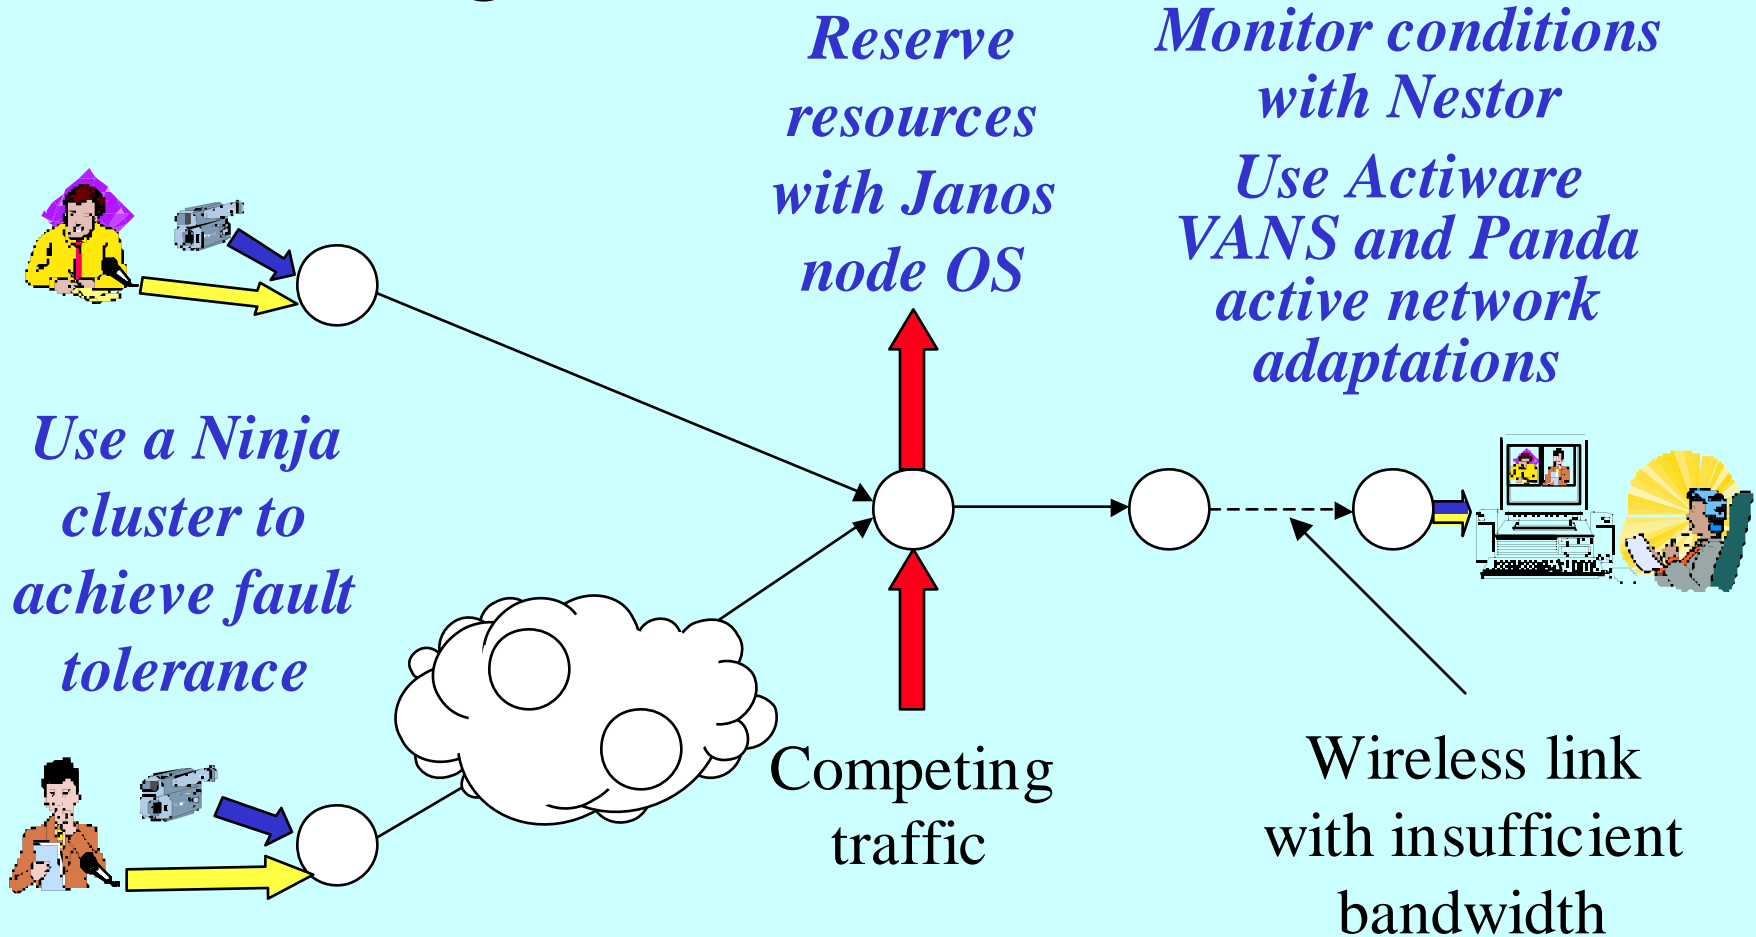 Reserve
resources
with Janos
node OS
Monitor conditions
with Nestor
Use Actiware
VANS and Panda
active network
adaptations
Use a Ninja
cluster to
achieve fault
tolerance
Competing
traffic
Wireless link
with insufficient
bandwidth